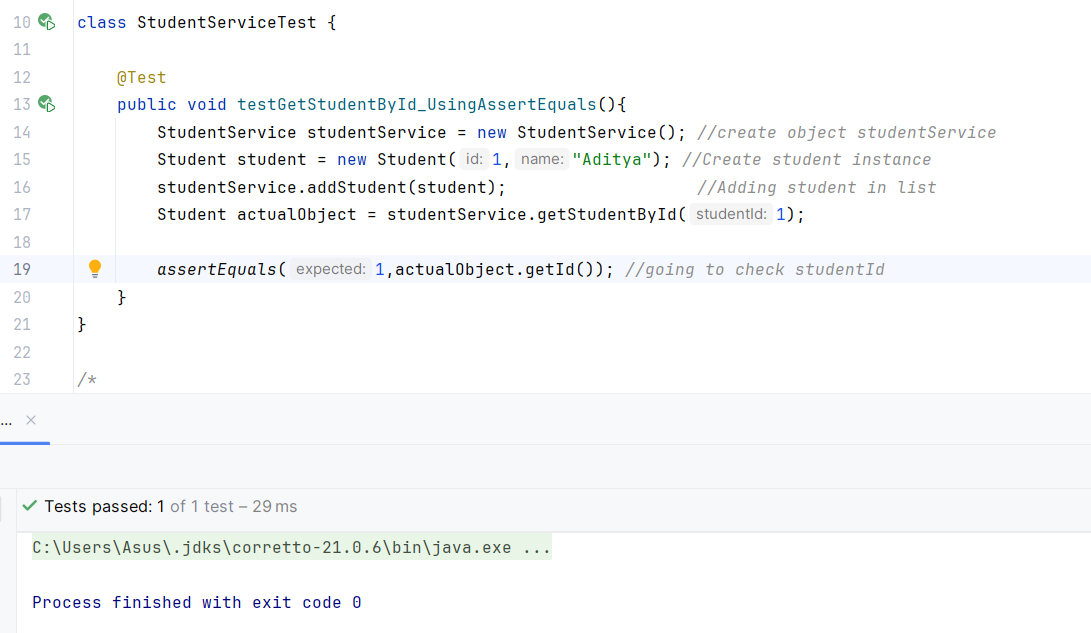 10 class StudentServiceTest {
11
12 @Test
13 public void testGetStudentById_UsingAssertEquals(){
14 StudentService studentService = new StudentService(); //create object studentService
15 Student student = new Student( id: 1, name: "Aditya"); //Create student instance
16 studentService.addStudent(student); //Adding student in list
17 Student actualObject = studentService.getStudentById( studentId: 1);
18
19 assertEquals( expected: 1,actualObject.getId()); //going to check studentId
20 }
21 }
22
23 /*
... ×
Tests passed: 1 of 1 test – 29 ms
C:\Users\Asus\.jdks\corretto-21.0.6\bin\java.exe ...
Process finished with exit code 0